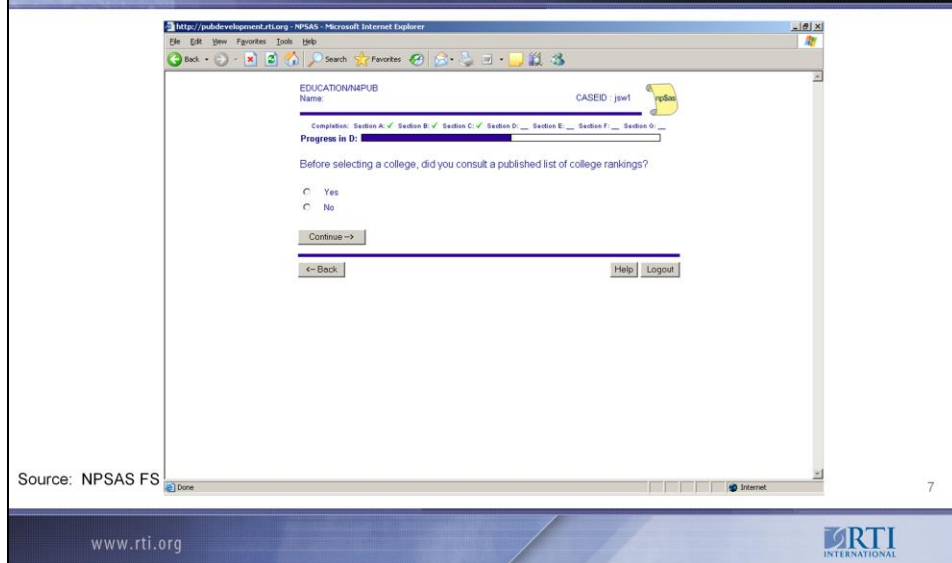 http://pubdevelopment.rti.org - NPSAS - Microsoft Internet Explorer
File Edit View Favorites Tools Help
Back Search Favorites
EDUCATION/N4PUB
Name: CASEID : jsw1 np$as
Completion: Section A: ✓ Section B: ✓ Section C: ✓ Section D: __ Section E: __ Section F: __ Section G: __
Progress in D:
Before selecting a college, did you consult a published list of college rankings?
Yes
No
Continue -->
<-- Back Help Logout
Source: NPSAS FS
Done Internet
7
www.rti.org RTI
INTERNATIONAL